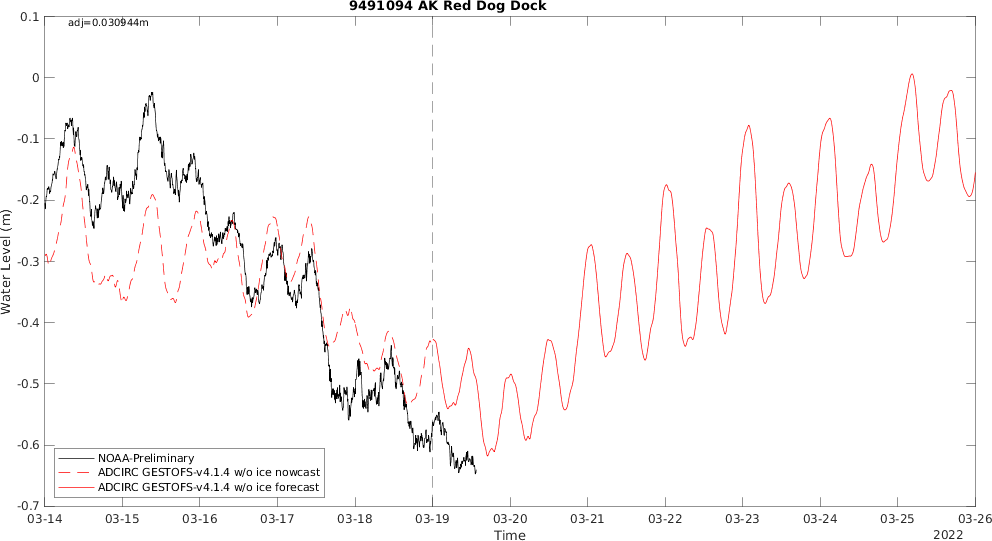 9491094 AK Red Dog Dock
adj=0.030944m
0.1
0
-0.1
-0.2
-0.3
-0.4
-0.5
-0.6
-0.7
Water Level (m)
NOAA-Preliminary
ADCIRC GESTOFS-v4.1.4 w/o ice nowcast
ADCIRC GESTOFS-v4.1.4 w/o ice forecast
03-14 03-15 03-16 03-17 03-18 03-19 03-20 03-21 03-22 03-23 03-24 03-25 03-26
Time
2022